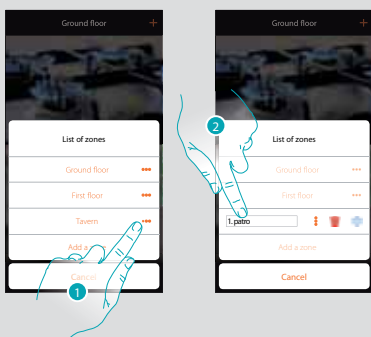 Ground floor +
List of zones
Ground floor
First floor
Tavern
Add a zone
Cancel
1
Ground floor +
2
List of zones
Ground floor
First floor
1. patro
Add a zone
Cancel